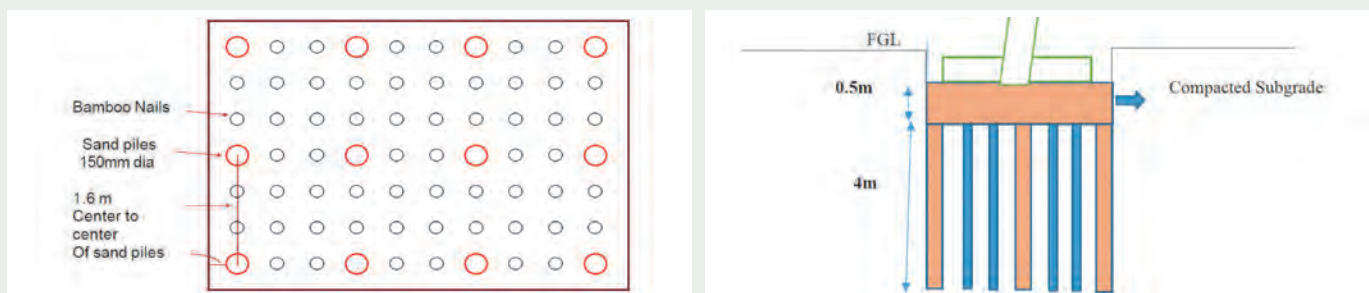 Bamboo Nails
Sand piles
150mm dia
1.6 m
Center to
center
Of sand piles
FGL
0.5m
Compacted Subgrade
4m